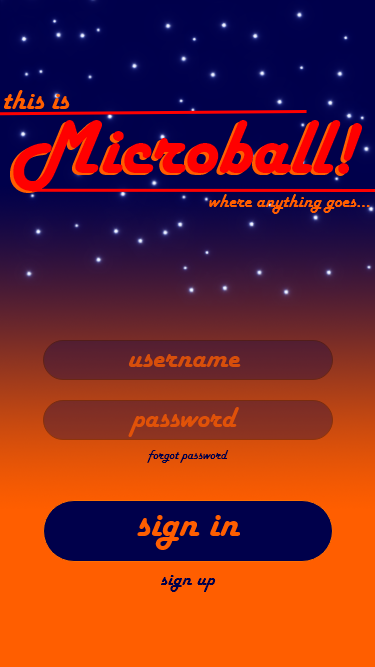 this is
Microball!
where anything goes...
username
password
forgot password
sign in
sign up